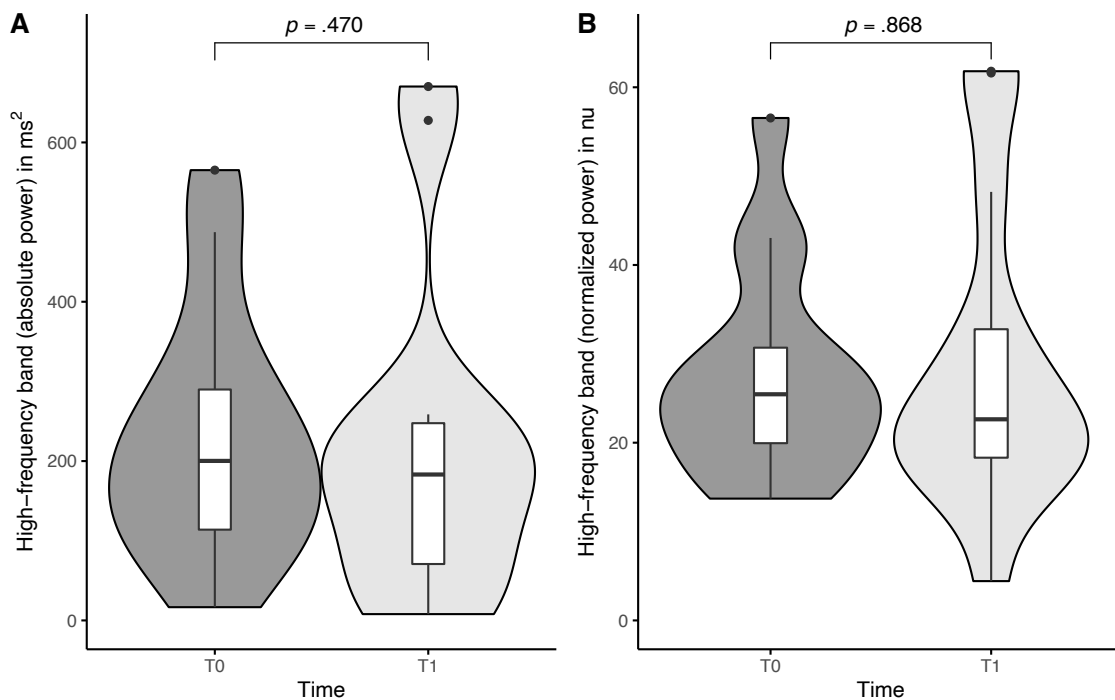 A
p = .470
High−frequency band (absolute power) in ms²
600
400
200
0
T0
T1
Time
B
p = .868
High−frequency band (normalized power) in nu
60
40
20
0
T0
T1
Time